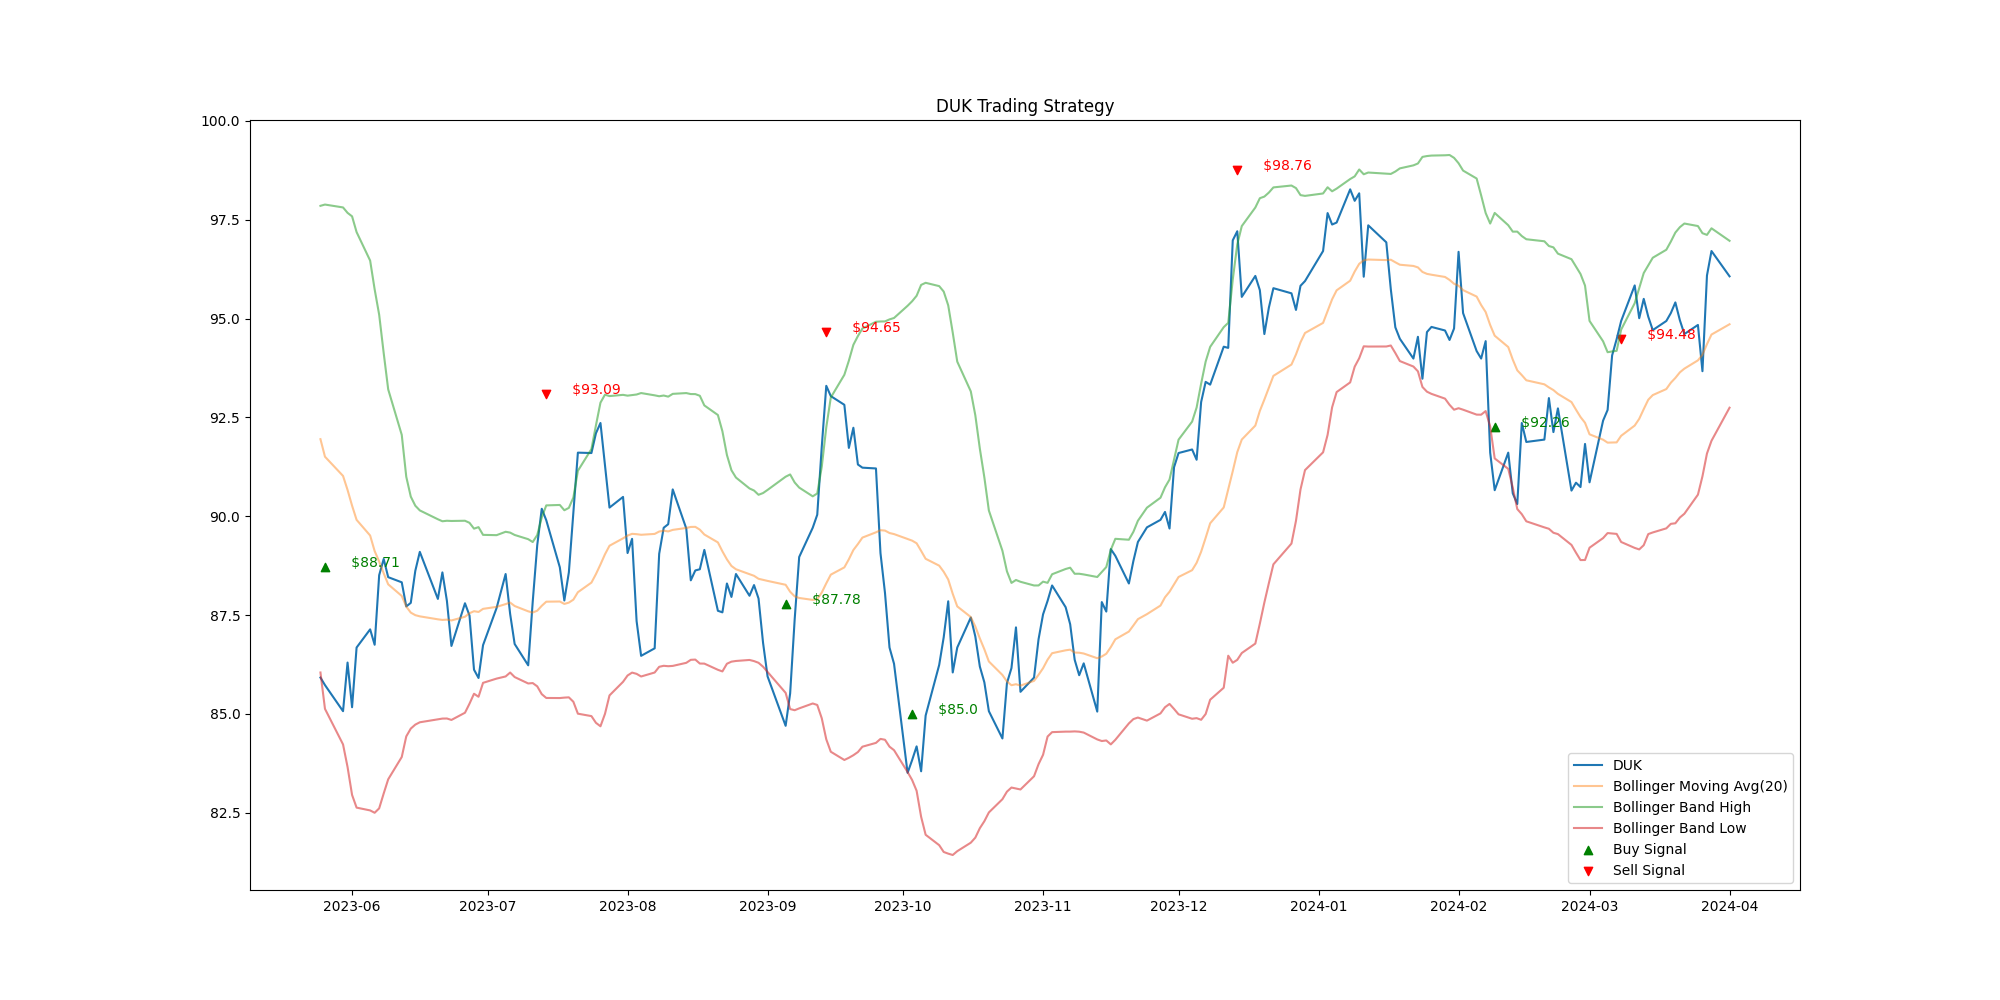 DUK Trading Strategy
100.0
97.5
95.0
92.5
90.0
87.5
85.0
82.5
$98.76
$94.65
$94.48
$93.09
$92.26
$88.71
$87.78
$85.0
DUK
Bollinger Moving Avg(20)
Bollinger Band High
Bollinger Band Low
Buy Signal
Sell Signal
2023-06 2023-07 2023-08 2023-09 2023-10 2023-11 2023-12 2024-01 2024-02 2024-03 2024-04